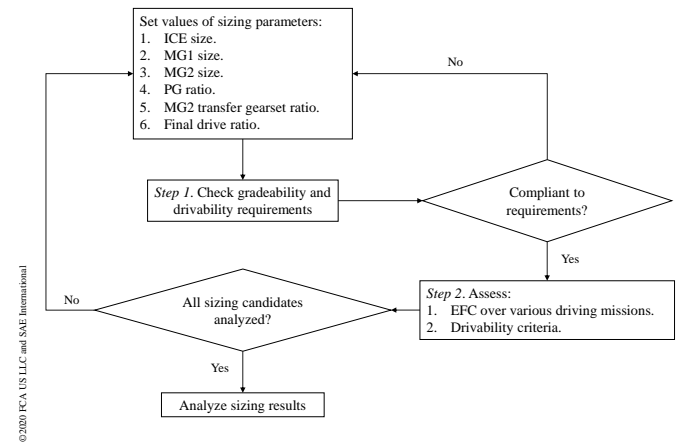 Set values of sizing parameters:
1. ICE size.
2. MG1 size.
3. MG2 size.
4. PG ratio.
5. MG2 transfer gearset ratio.
6. Final drive ratio.
No
Step 1. Check gradeability and
drivability requirements
Compliant to
requirements?
Yes
Step 2. Assess:
1. EFC over various driving missions.
2. Drivability criteria.
No
All sizing candidates
analyzed?
Yes
Analyze sizing results
©2020 FCA US LLC and SAE International